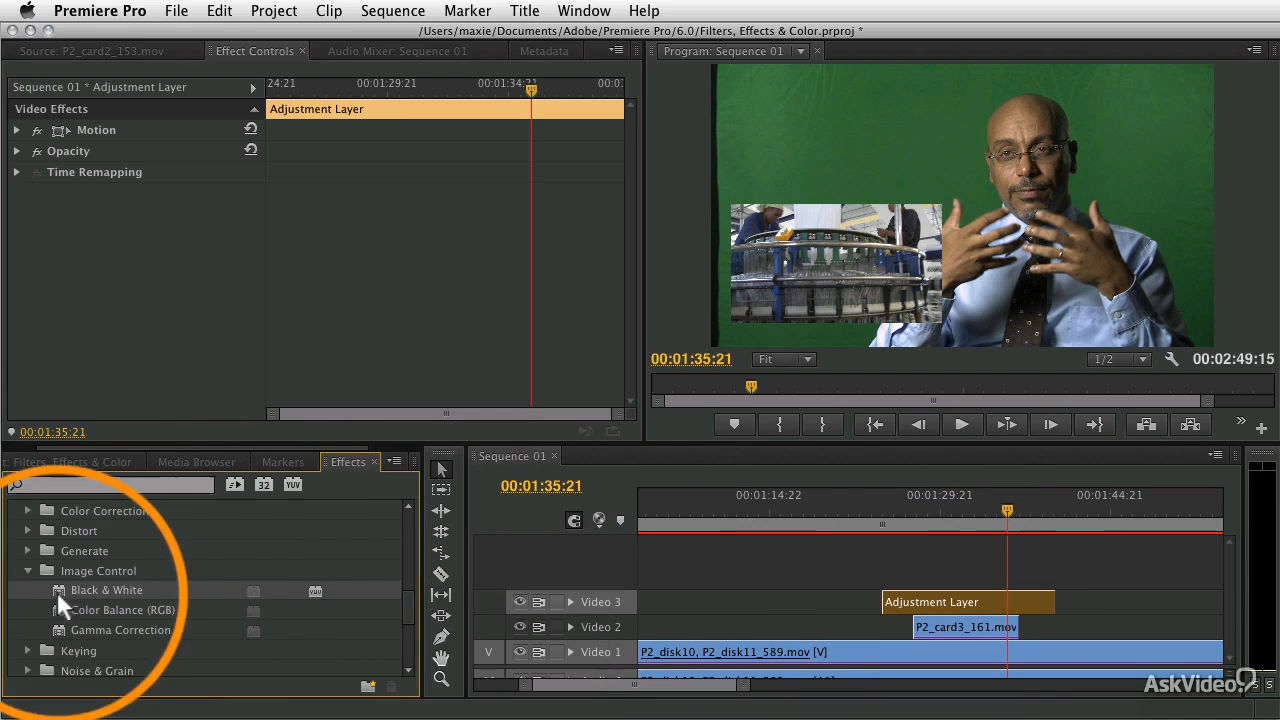 Premiere Pro File Edit Project Clip Sequence Marker Title Window Help
/Users/maxie/Documents/Adobe/Premiere Pro/6.0/Filters, Effects & Color.prproj *
Source: P2_card2_153.mov Effect Controls × Audio Mixer: Sequence 01 Metadata
Program: Sequence 01 ×
Sequence 01 * Adjustment Layer
24:21 00:01:29:21 00:01:34:21 00:01:
Video Effects
Adjustment Layer
fx Motion
fx Opacity
fx Time Remapping
00:01:35:21 Fit 1/2 00:02:49:15
00:01:35:21
t: Filters, Effects & Color Media Browser Markers Effects ×
32 YUV
Color Correction
Distort
Generate
Image Control
Black & White YUV
Color Balance (RGB)
Gamma Correction
Keying
Noise & Grain
Sequence 01 ×
00:01:35:21
00:01:14:22 00:01:29:21 00:01:44:21
Video 3 Adjustment Layer
Video 2 P2_card3_161.mov
V Video 1 P2_disk10, P2_disk11_589.mov [V]
AskVideo